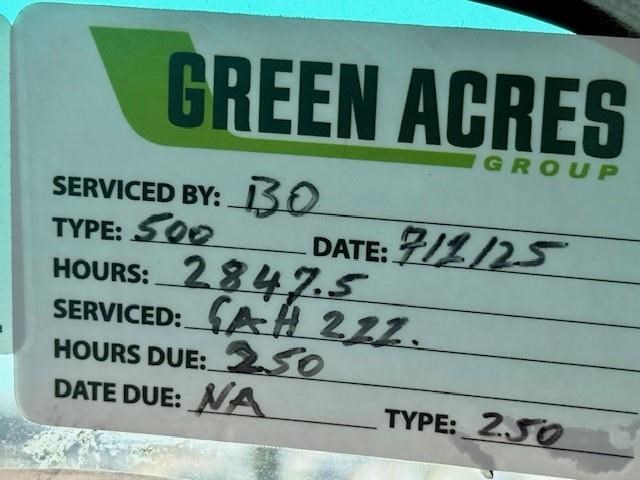 GREEN ACRES
GROUP
SERVICED BY: BO
TYPE: 500 DATE: 7/2/25
HOURS: 2847.5
SERVICED: GAH 222.
HOURS DUE: 250
DATE DUE: NA TYPE: 250